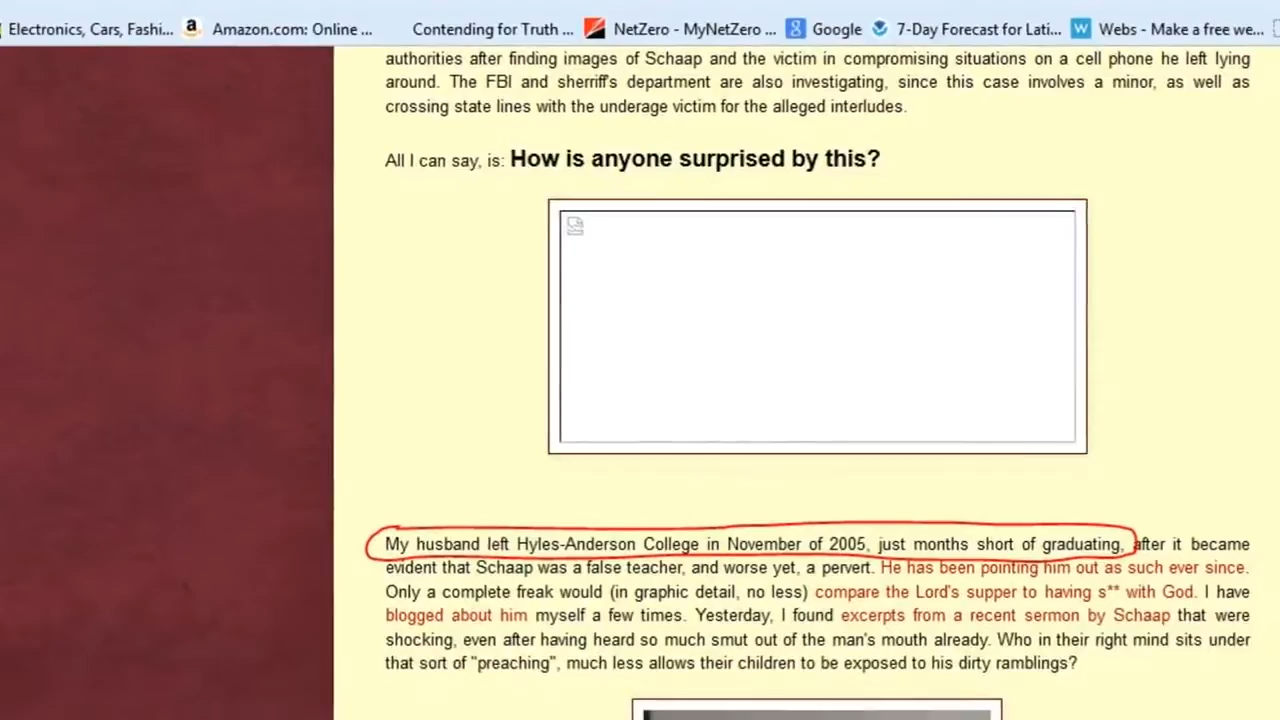 Electronics, Cars, Fashi... Amazon.com: Online ... Contending for Truth ... NetZero - MyNetZero ... Google 7-Day Forecast for Lati... Webs - Make a free we...
authorities after finding images of Schaap and the victim in compromising situations on a cell phone he left lying
around. The FBI and sherriff's department are also investigating, since this case involves a minor, as well as
crossing state lines with the underage victim for the alleged interludes.
All I can say, is: How is anyone surprised by this?
My husband left Hyles-Anderson College in November of 2005, just months short of graduating, after it became
evident that Schaap was a false teacher, and worse yet, a pervert. He has been pointing him out as such ever since.
Only a complete freak would (in graphic detail, no less) compare the Lord's supper to having s** with God. I have
blogged about him myself a few times. Yesterday, I found excerpts from a recent sermon by Schaap that were
shocking, even after having heard so much smut out of the man's mouth already. Who in their right mind sits under
that sort of "preaching", much less allows their children to be exposed to his dirty ramblings?